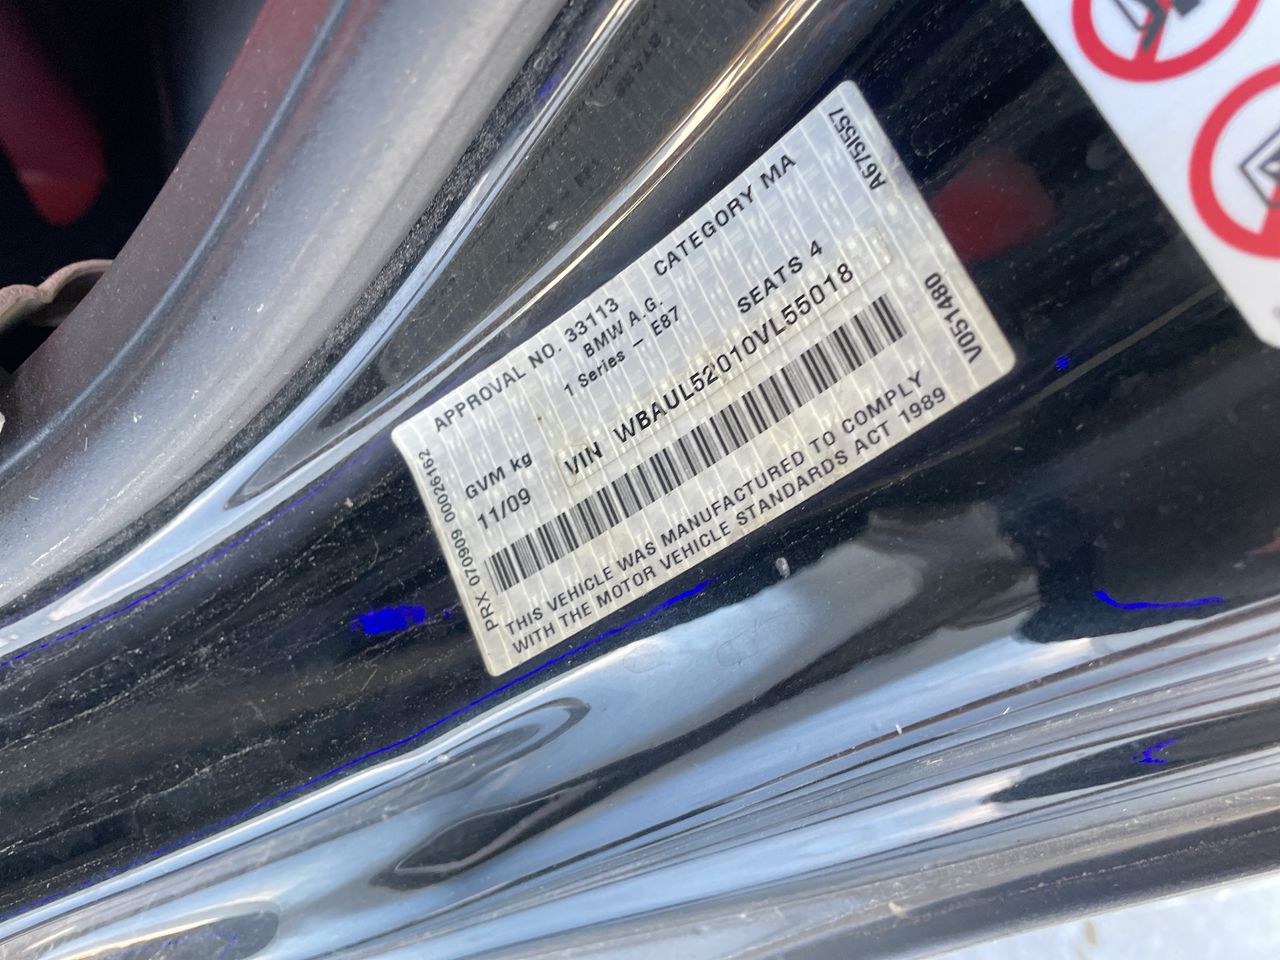 APPROVAL NO. 33113 CATEGORY MA
BMW A.G.
1 Series – E87 SEATS 4
GVM kg
11/09
VIN WBAUL52010VL55018
THIS VEHICLE WAS MANUFACTURED TO COMPLY
WITH THE MOTOR VEHICLE STANDARDS ACT 1989
PRX 070909 00026162
A6751557
V051480